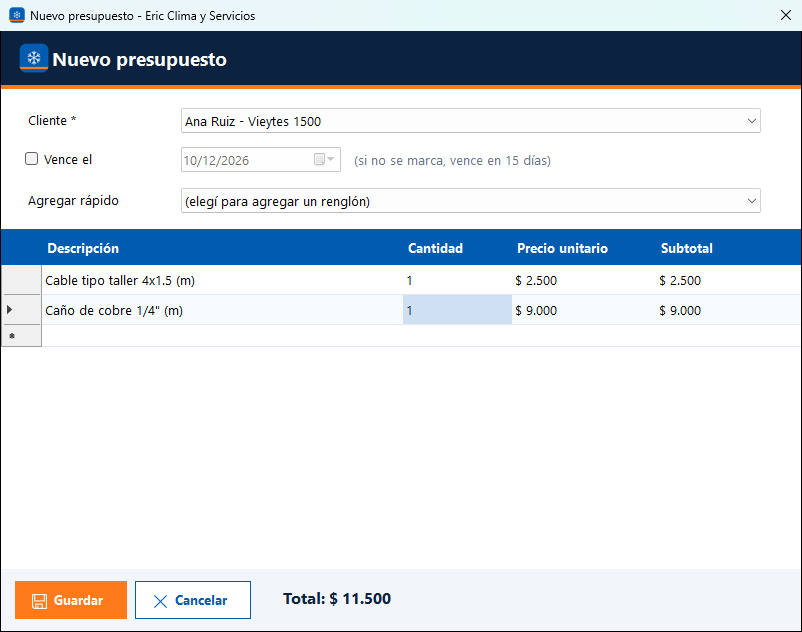 Nuevo presupuesto - Eric Clima y Servicios
Nuevo presupuesto
Cliente *
Ana Ruiz - Vieytes 1500
Vence el
10/12/2026
(si no se marca, vence en 15 días)
Agregar rápido
(elegí para agregar un renglón)
Descripción Cantidad Precio unitario Subtotal
Cable tipo taller 4x1.5 (m) 1 $ 2.500 $ 2.500
Caño de cobre 1/4" (m) 1 $ 9.000 $ 9.000
Guardar Cancelar Total: $ 11.500